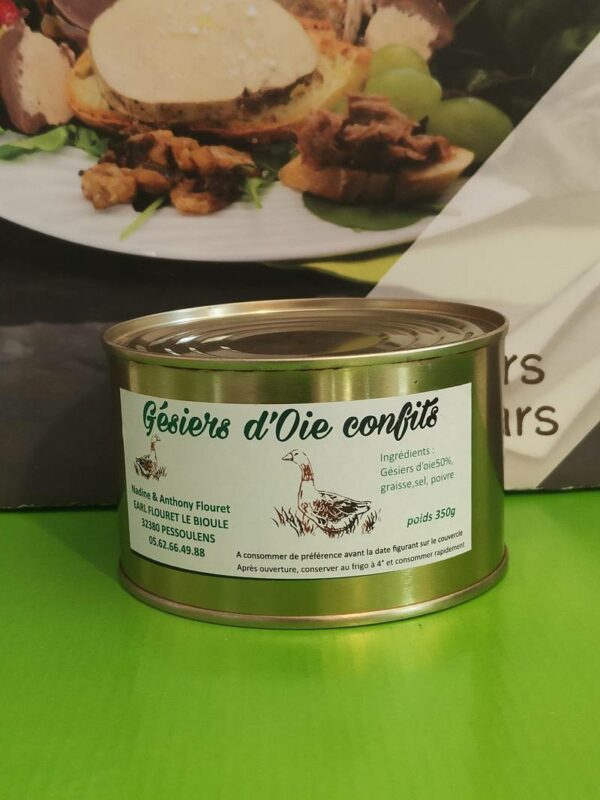 Gésiers d'Oie confits
Nadine & Anthony Flouret
EARL FLOURET LE BIOULE
32380 PESSOULENS
05.62.66.49.88
Ingrédients :
Gésiers d'oie50%,
graisse,sel, poivre
poids 350g
A consommer de préférence avant la date figurant sur le couvercle
Après ouverture, conserver au frigo à 4° et consommer rapidement
rs
urs